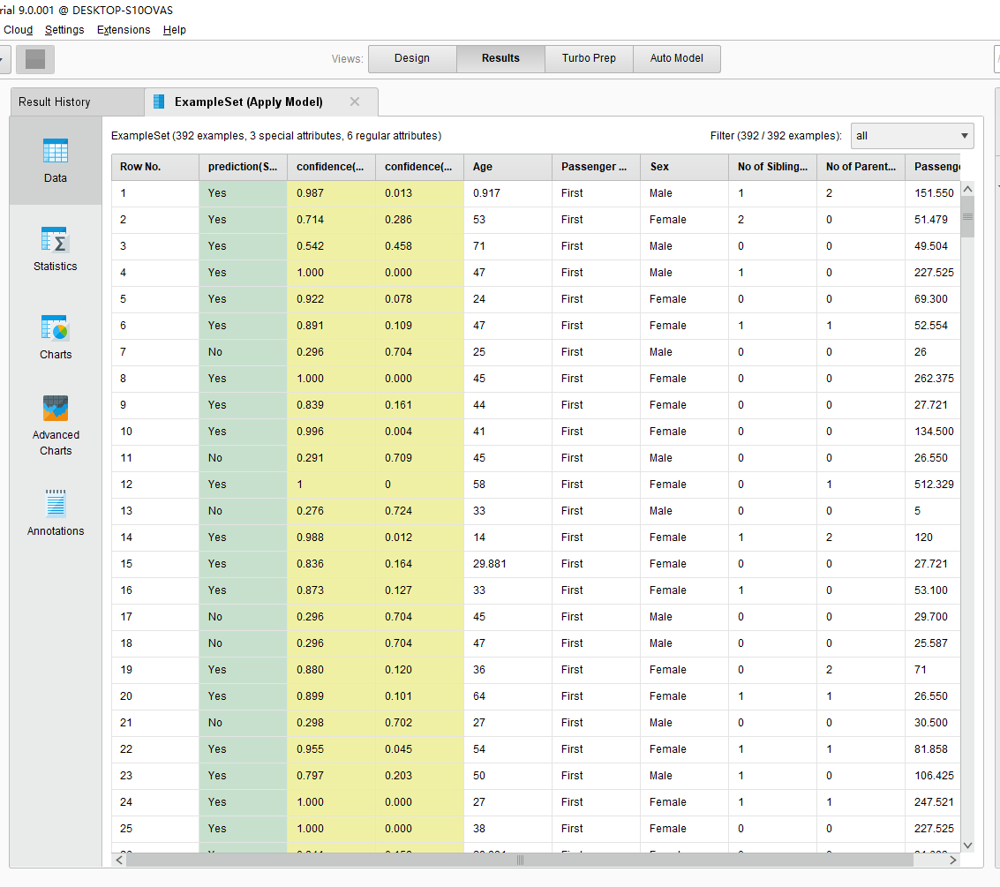 rial 9.0.001 @ DESKTOP-S10OVAS
Cloud Settings Extensions Help
Views: Design Results Turbo Prep Auto Model
Result History ExampleSet (Apply Model)
ExampleSet (392 examples, 3 special attributes, 6 regular attributes) Filter (392 / 392 examples): all
Row No. prediction(S... confidence(... confidence(... Age Passenger ... Sex No of Sibling... No of Parent... Passenge
1 Yes 0.987 0.013 0.917 First Male 1 2 151.550
2 Yes 0.714 0.286 53 First Female 2 0 51.479
3 Yes 0.542 0.458 71 First Male 0 0 49.504
4 Yes 1.000 0.000 47 First Male 1 0 227.525
5 Yes 0.922 0.078 24 First Female 0 0 69.300
6 Yes 0.891 0.109 47 First Female 1 1 52.554
7 No 0.296 0.704 25 First Male 0 0 26
8 Yes 1.000 0.000 45 First Female 0 0 262.375
9 Yes 0.839 0.161 44 First Female 0 0 27.721
10 Yes 0.996 0.004 41 First Female 0 0 134.500
11 No 0.291 0.709 45 First Male 0 0 26.550
12 Yes 1 0 58 First Female 0 1 512.329
13 No 0.276 0.724 33 First Male 0 0 5
14 Yes 0.988 0.012 14 First Female 1 2 120
15 Yes 0.836 0.164 29.881 First Female 0 0 27.721
16 Yes 0.873 0.127 33 First Female 1 0 53.100
17 No 0.296 0.704 45 First Male 0 0 29.700
18 No 0.296 0.704 47 First Male 0 0 25.587
19 Yes 0.880 0.120 36 First Female 0 2 71
20 Yes 0.899 0.101 64 First Female 1 1 26.550
21 No 0.298 0.702 27 First Male 0 0 30.500
22 Yes 0.955 0.045 54 First Female 1 1 81.858
23 Yes 0.797 0.203 50 First Male 1 0 106.425
24 Yes 1.000 0.000 27 First Female 1 1 247.521
25 Yes 1.000 0.000 38 First Female 0 0 227.525
Data
Statistics
Charts
Advanced
Charts
Annotations